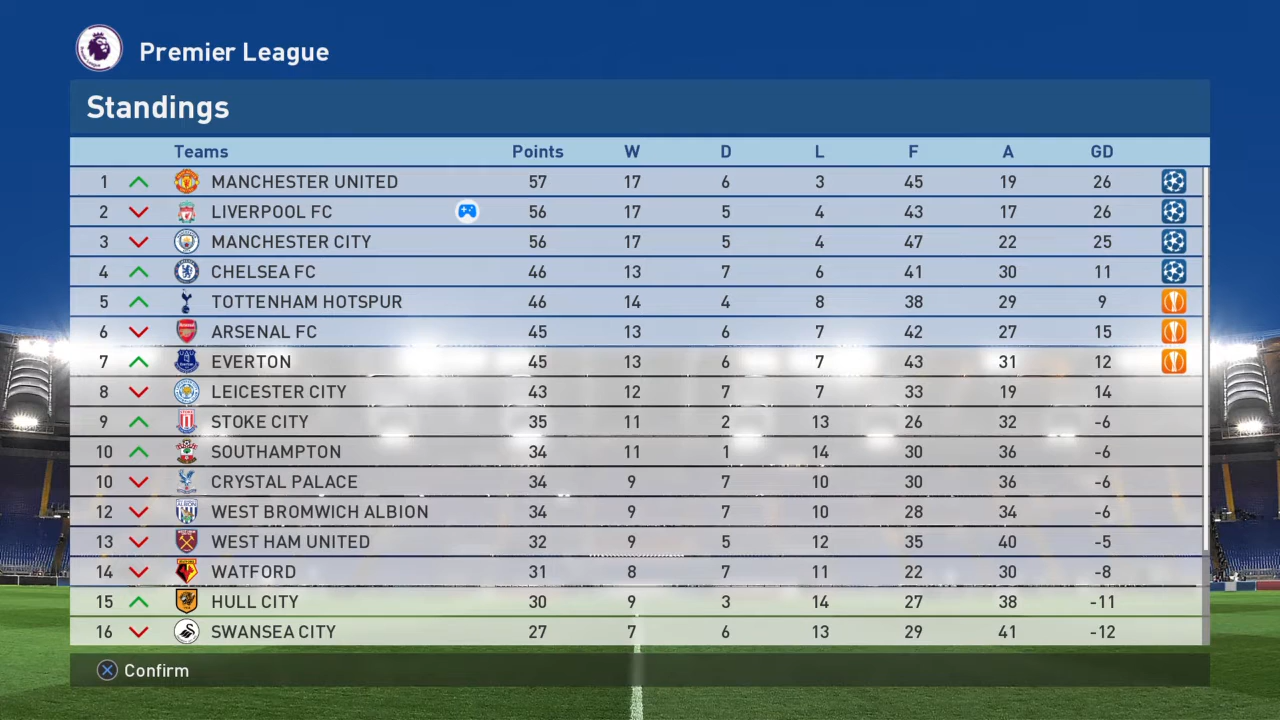 Premier League
Standings
Teams Points W D L F A GD
1 MANCHESTER UNITED 57 17 6 3 45 19 26
2 LIVERPOOL FC 56 17 5 4 43 17 26
3 MANCHESTER CITY 56 17 5 4 47 22 25
4 CHELSEA FC 46 13 7 6 41 30 11
5 TOTTENHAM HOTSPUR 46 14 4 8 38 29 9
6 ARSENAL FC 45 13 6 7 42 27 15
7 EVERTON 45 13 6 7 43 31 12
8 LEICESTER CITY 43 12 7 7 33 19 14
9 STOKE CITY 35 11 2 13 26 32 -6
10 SOUTHAMPTON 34 11 1 14 30 36 -6
10 CRYSTAL PALACE 34 9 7 10 30 36 -6
12 WEST BROMWICH ALBION 34 9 7 10 28 34 -6
13 WEST HAM UNITED 32 9 5 12 35 40 -5
14 WATFORD 31 8 7 11 22 30 -8
15 HULL CITY 30 9 3 14 27 38 -11
16 SWANSEA CITY 27 7 6 13 29 41 -12
Confirm